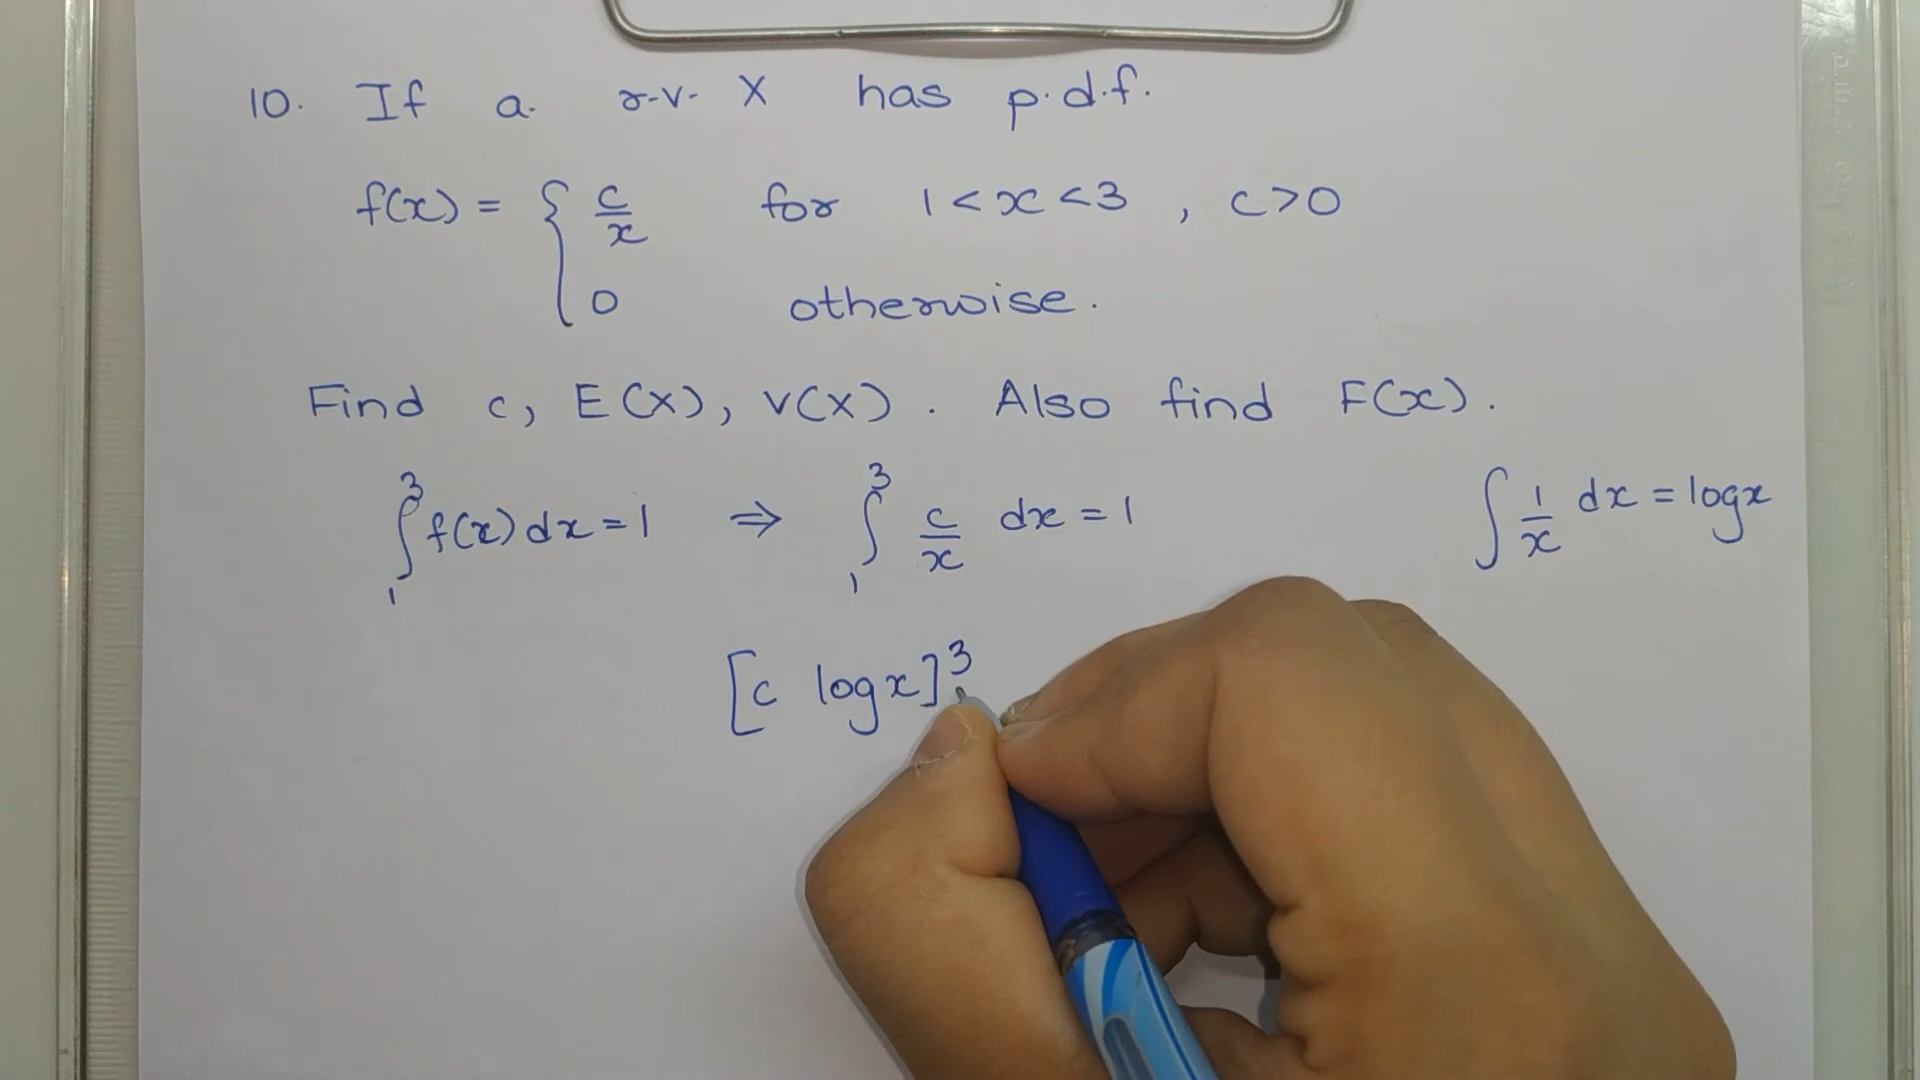 10. If a r.v. X has p.d.f.
f(x) = { c/x for 1 < x < 3 , c > 0
0 otherwise.
Find c, E(X), V(X). Also find F(x).
∫₁³ f(x) dx = 1 ⇒ ∫₁³ c/x dx = 1 ∫ 1/x dx = log x
[c log x]³